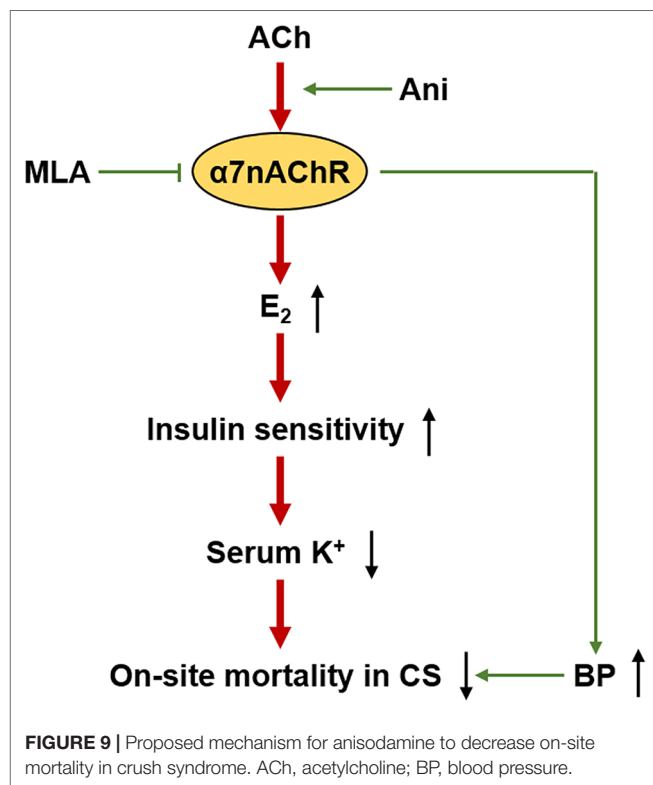 ACh
Ani
MLA
α7nAChR
E₂
Insulin sensitivity
Serum K⁺
On-site mortality in CS
BP
FIGURE 9 | Proposed mechanism for anisodamine to decrease on-site
mortality in crush syndrome. ACh, acetylcholine; BP, blood pressure.